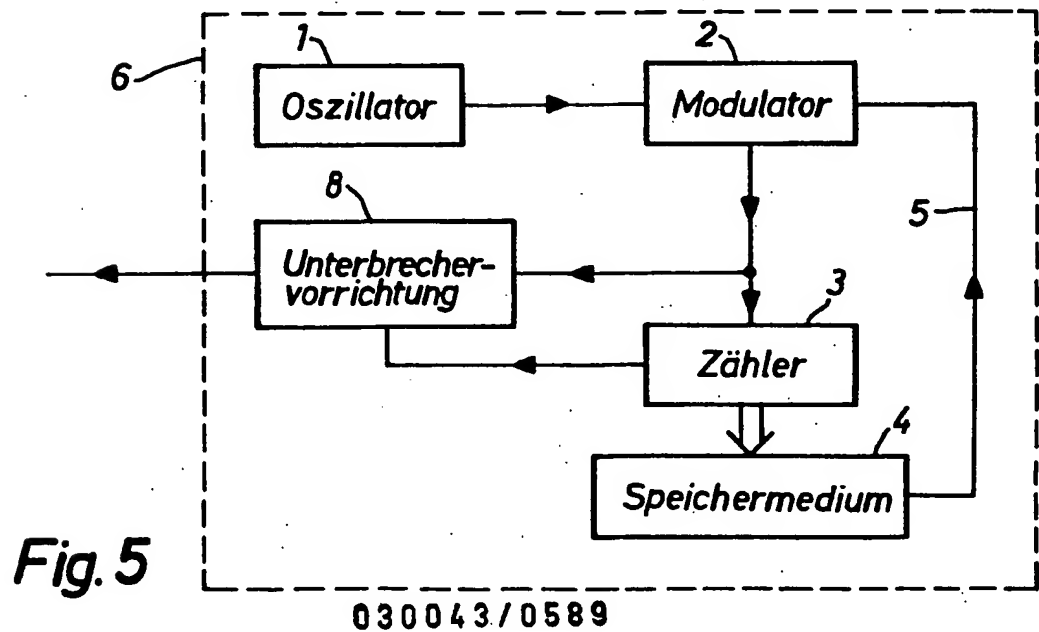 1
2
6
Oszillator
Modulator
8
5
Unterbrecher-
vorrichtung
3
Zähler
4
Speichermedium
Fig. 5
030043/0589